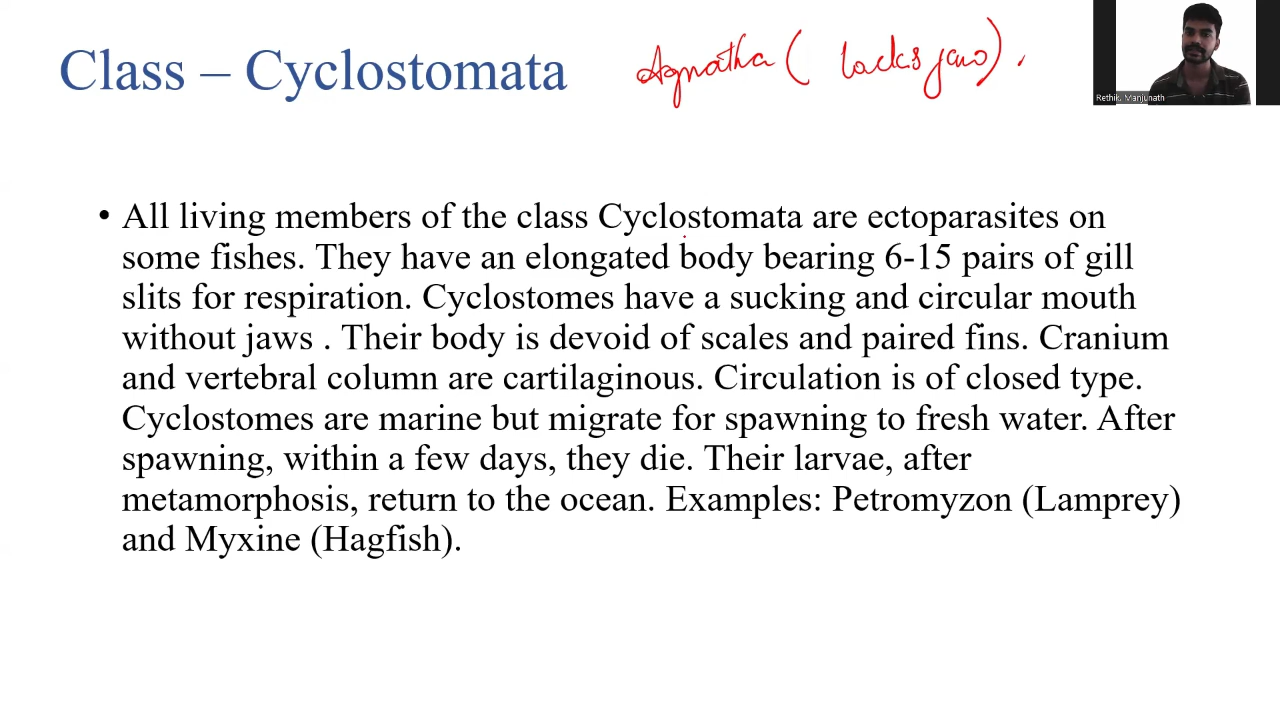 Class – Cyclostomata Agnatha ( lacks jaws) .
Rethik. Manjunath
• All living members of the class Cyclostomata are ectoparasites on
some fishes. They have an elongated body bearing 6-15 pairs of gill
slits for respiration. Cyclostomes have a sucking and circular mouth
without jaws . Their body is devoid of scales and paired fins. Cranium
and vertebral column are cartilaginous. Circulation is of closed type.
Cyclostomes are marine but migrate for spawning to fresh water. After
spawning, within a few days, they die. Their larvae, after
metamorphosis, return to the ocean. Examples: Petromyzon (Lamprey)
and Myxine (Hagfish).